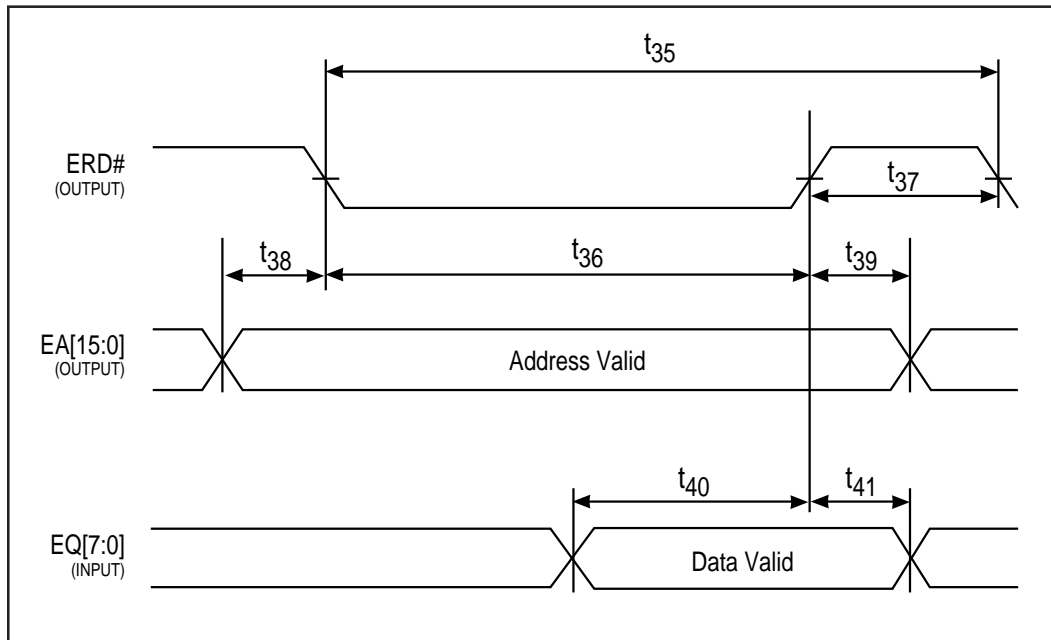 t35
ERD#
(OUTPUT)
t37
t38
t36
t39
EA[15:0]
(OUTPUT)
Address Valid
t40
t41
EQ[7:0]
(INPUT)
Data Valid